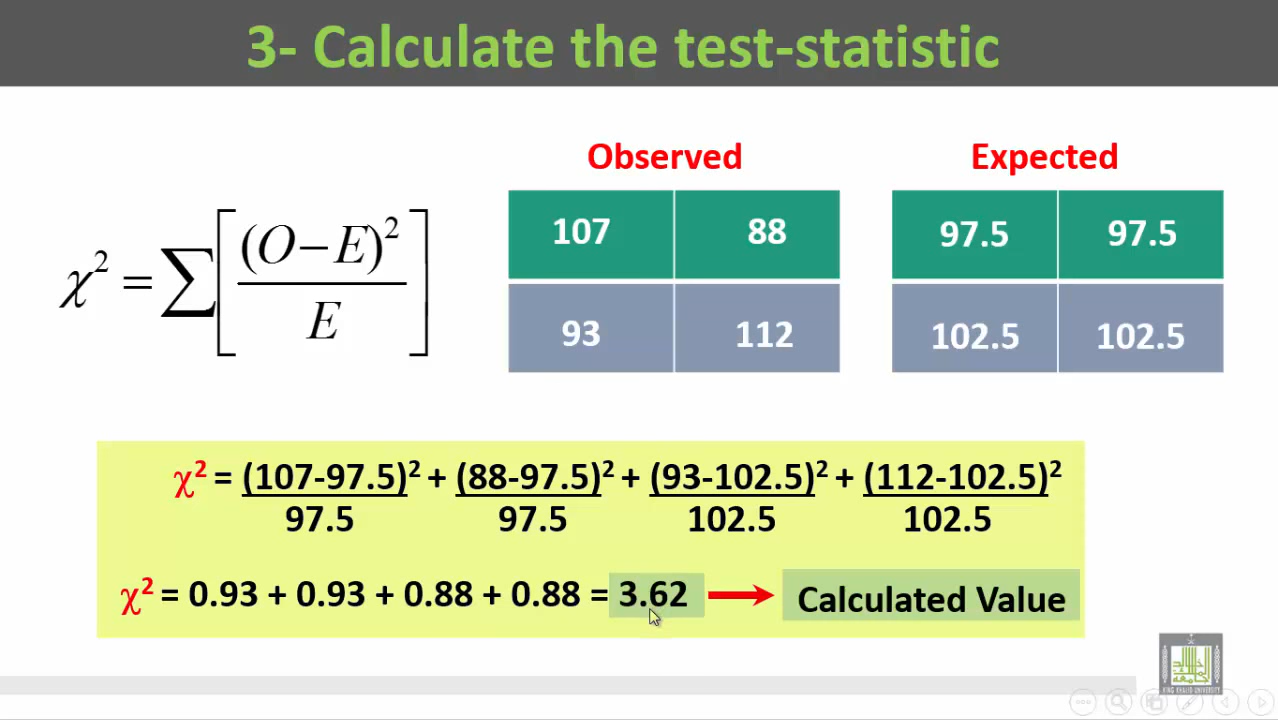 3- Calculate the test-statistic
Observed
Expected
χ² = ∑ [ (O – E)² / E ]
107 88
93 112
97.5 97.5
102.5 102.5
χ² = (107-97.5)² + (88-97.5)² + (93-102.5)² + (112-102.5)²
97.5 97.5 102.5 102.5
χ² = 0.93 + 0.93 + 0.88 + 0.88 = 3.62
Calculated Value
KING KHALID UNIVERSITY